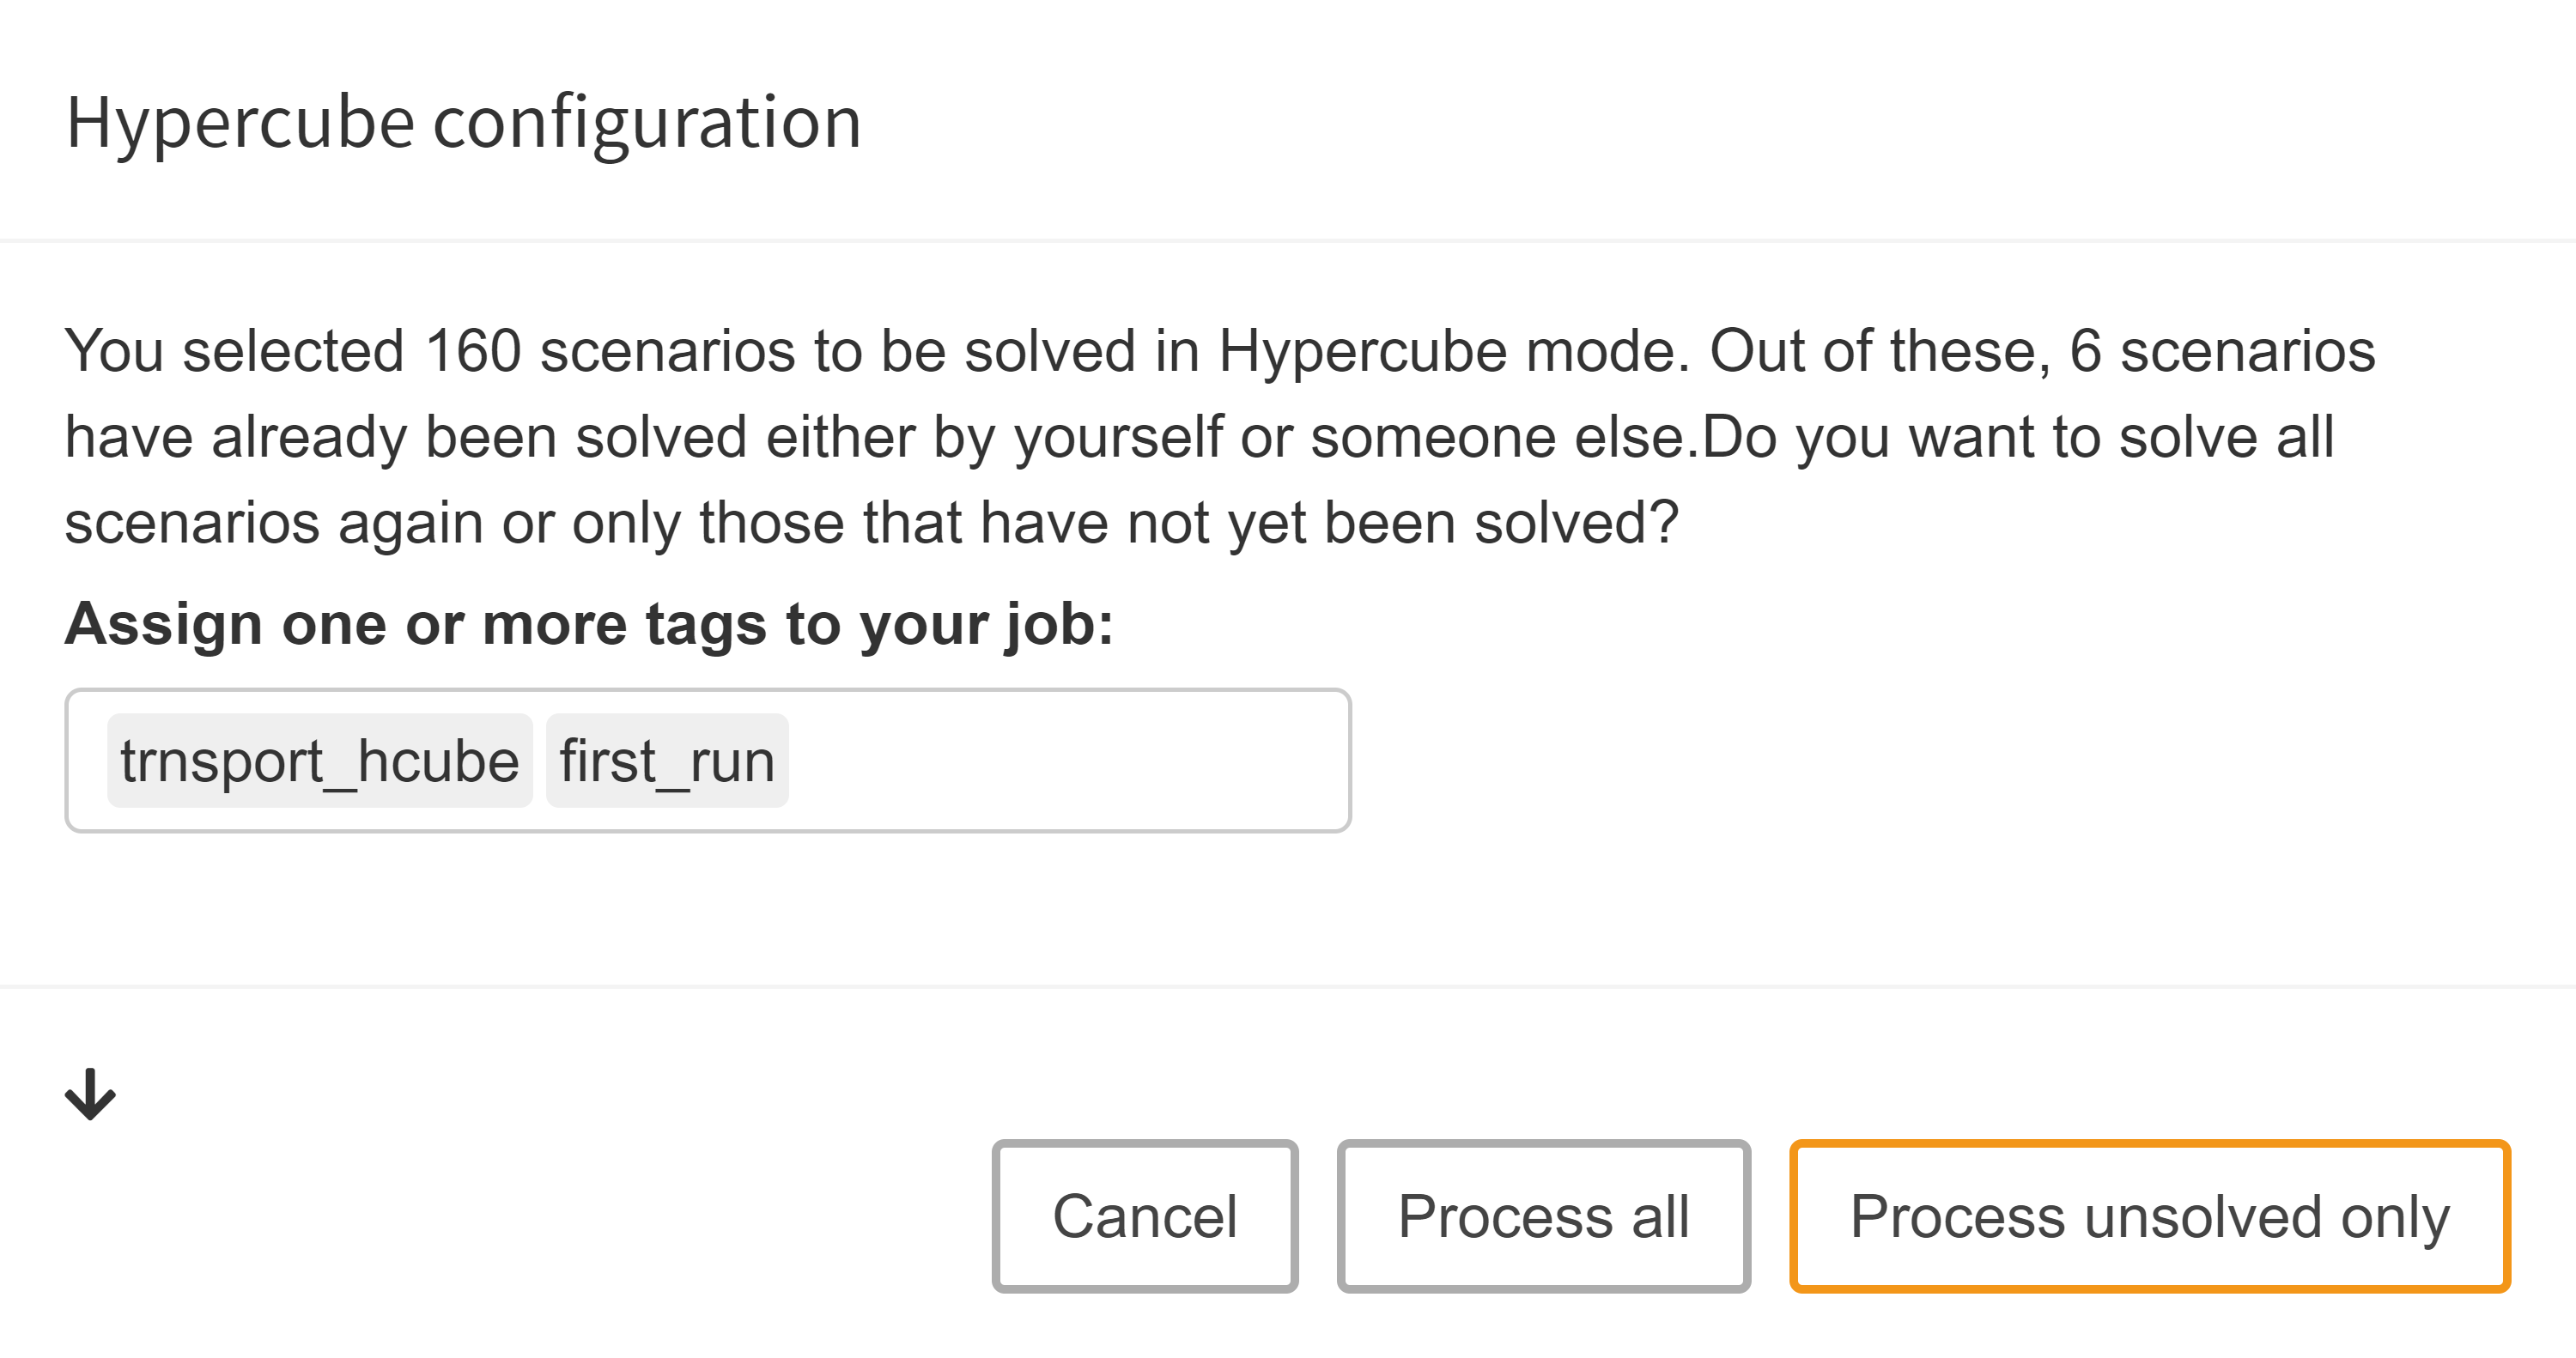 Hypercube configuration
You selected 160 scenarios to be solved in Hypercube mode. Out of these, 6 scenarios
have already been solved either by yourself or someone else.Do you want to solve all
scenarios again or only those that have not yet been solved?
Assign one or more tags to your job:
trnsport_hcube first_run
Cancel Process all Process unsolved only